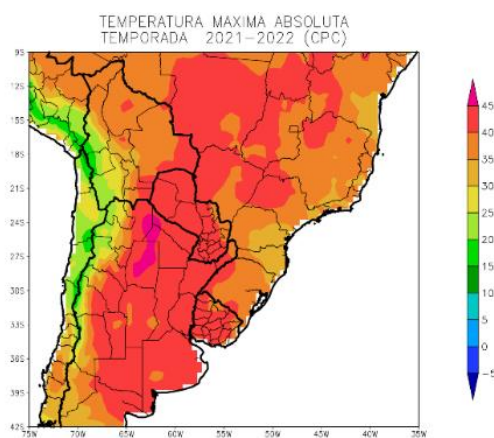 TEMPERATURA MAXIMA ABSOLUTA
TEMPORADA 2021-2022 (CPC)
9S
12S
15S
18S
21S
24S
27S
30S
33S
36S
39S
42S
75W 70W 65W 60W 55W 50W 45W 40W 35W
45
40
35
30
25
20
15
10
5
0
-5